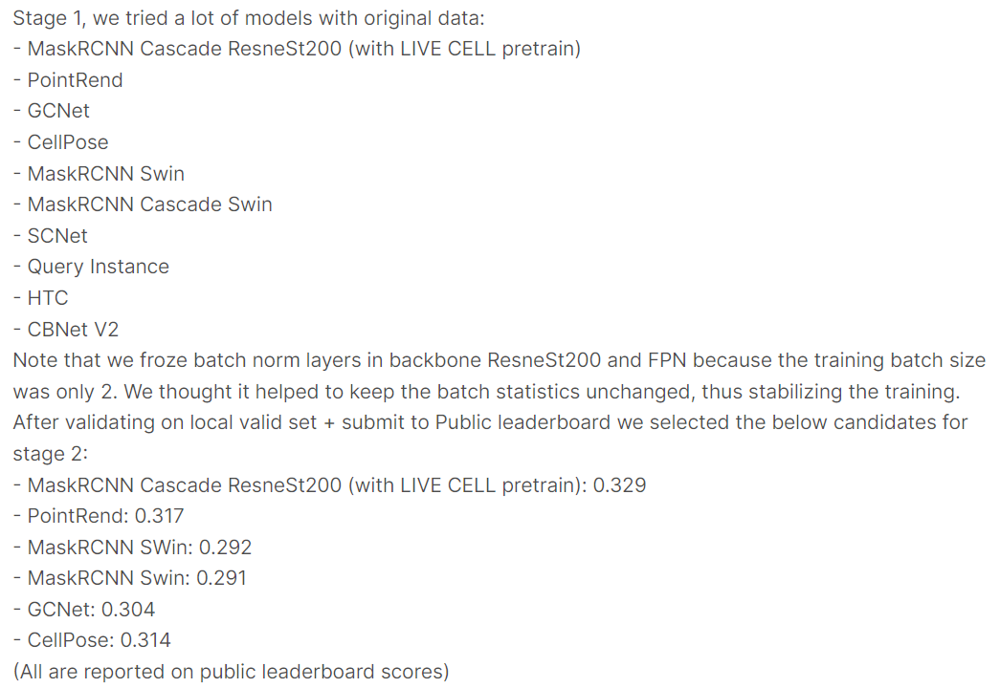 Stage 1, we tried a lot of models with original data:
- MaskRCNN Cascade ResneSt200 (with LIVE CELL pretrain)
- PointRend
- GCNet
- CellPose
- MaskRCNN Swin
- MaskRCNN Cascade Swin
- SCNet
- Query Instance
- HTC
- CBNet V2
Note that we froze batch norm layers in backbone ResneSt200 and FPN because the training batch size
was only 2. We thought it helped to keep the batch statistics unchanged, thus stabilizing the training.
After validating on local valid set + submit to Public leaderboard we selected the below candidates for
stage 2:
- MaskRCNN Cascade ResneSt200 (with LIVE CELL pretrain): 0.329
- PointRend: 0.317
- MaskRCNN SWin: 0.292
- MaskRCNN Swin: 0.291
- GCNet: 0.304
- CellPose: 0.314
(All are reported on public leaderboard scores)